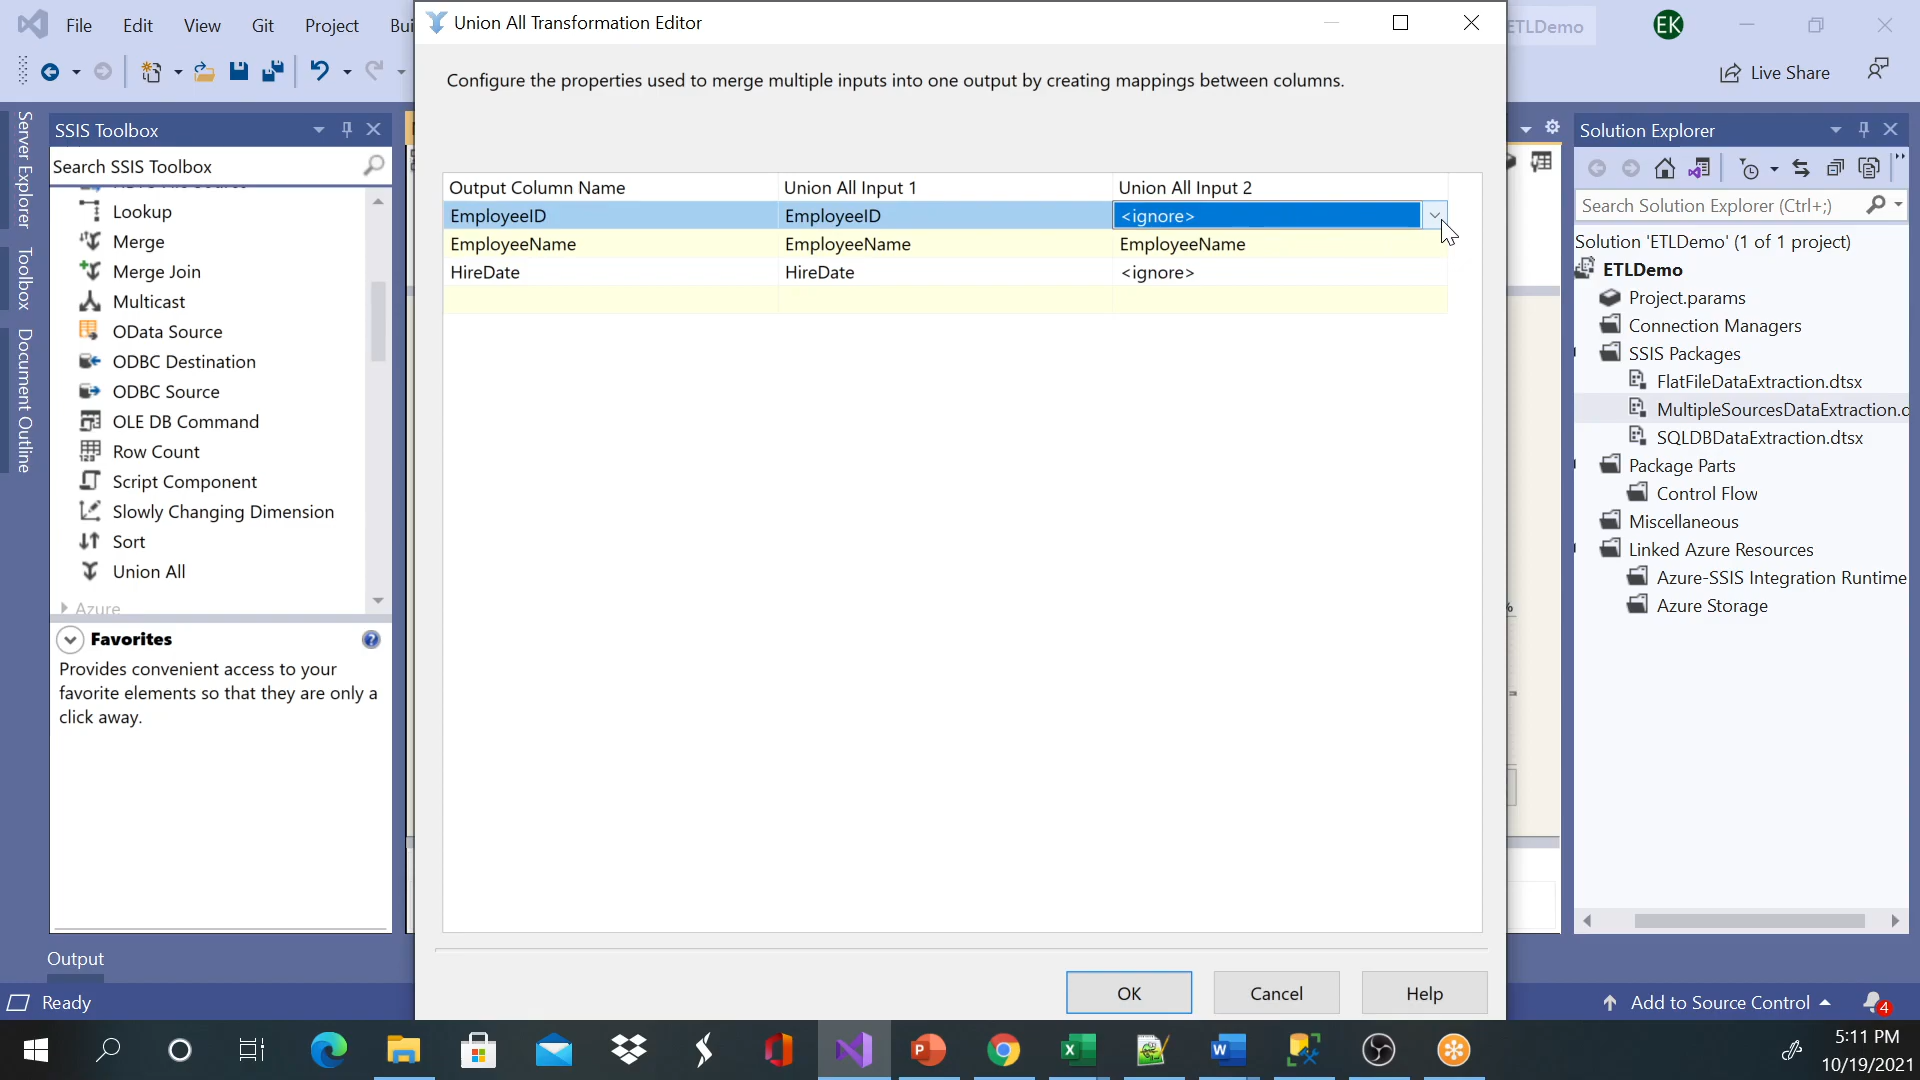 File Edit View Git Project Bui
Union All Transformation Editor
ETLDemo
EK
Live Share
Configure the properties used to merge multiple inputs into one output by creating mappings between columns.
Server Explorer
Toolbox
Document Outline
SSIS Toolbox
Search SSIS Toolbox
Lookup
Merge
Merge Join
Multicast
OData Source
ODBC Destination
ODBC Source
OLE DB Command
Row Count
Script Component
Slowly Changing Dimension
Sort
Union All
Azure
Favorites
Provides convenient access to your
favorite elements so that they are only a
click away.
Output Column Name Union All Input 1 Union All Input 2
EmployeeID EmployeeID <ignore>
EmployeeName EmployeeName EmployeeName
HireDate HireDate <ignore>
OK Cancel Help
Solution Explorer
Search Solution Explorer (Ctrl+;)
Solution 'ETLDemo' (1 of 1 project)
ETLDemo
Project.params
Connection Managers
SSIS Packages
FlatFileDataExtraction.dtsx
MultipleSourcesDataExtraction.d
SQLDBDataExtraction.dtsx
Package Parts
Control Flow
Miscellaneous
Linked Azure Resources
Azure-SSIS Integration Runtime
Azure Storage
%
Output
Ready
Add to Source Control
4
5:11 PM
10/19/2021